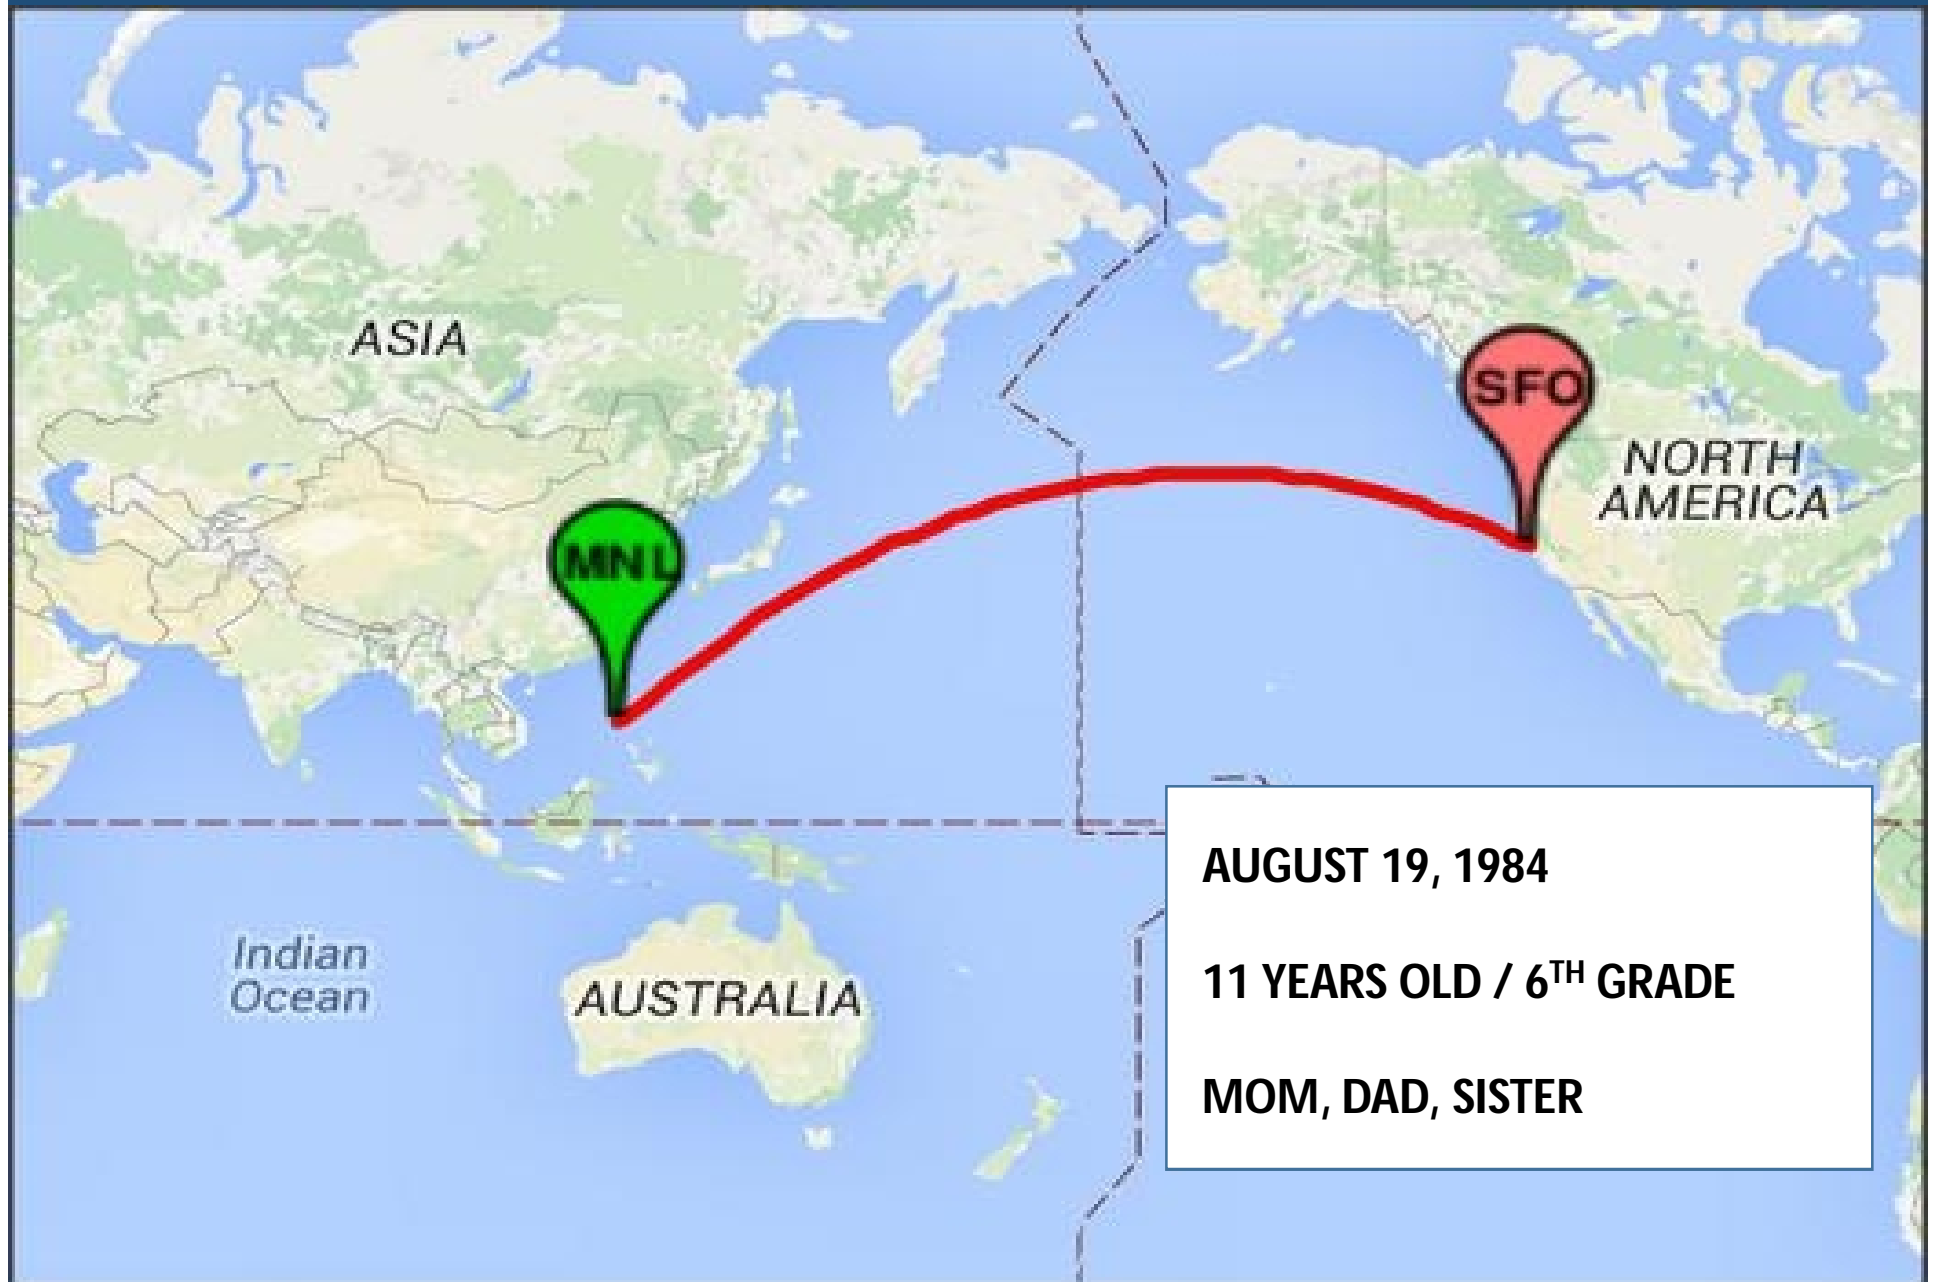 ASIA
SFO
NORTH
AMERICA
MNL
AUGUST 19, 1984
Indian
Ocean
AUSTRALIA
11 YEARS OLD / 6TH GRADE
MOM, DAD, SISTER